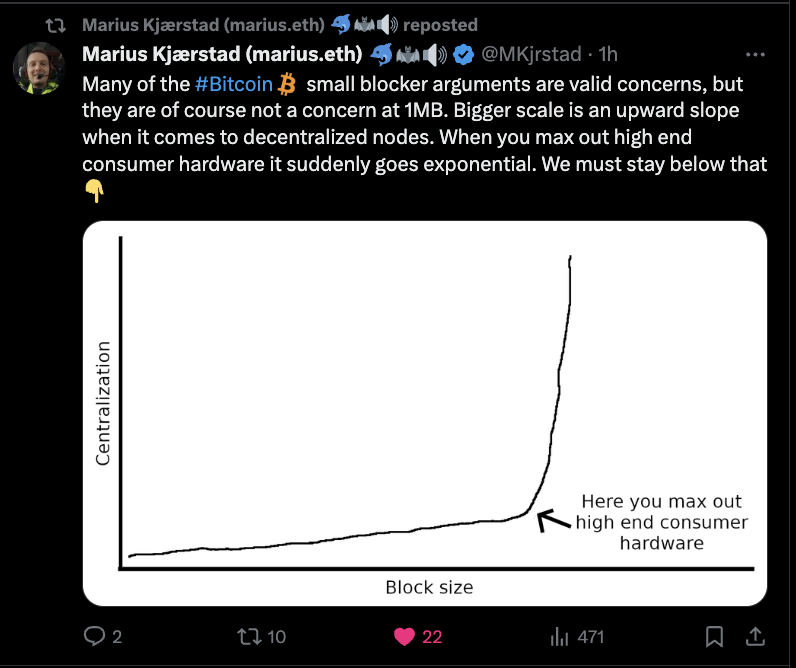 Marius Kjærstad (marius.eth) 🐬🦇🔊 reposted
Marius Kjærstad (marius.eth) 🐬🦇🔊 @MKjrstad · 1h
Many of the #Bitcoin small blocker arguments are valid concerns, but
they are of course not a concern at 1MB. Bigger scale is an upward slope
when it comes to decentralized nodes. When you max out high end
consumer hardware it suddenly goes exponential. We must stay below that
👇
Centralization
Here you max out
high end consumer
hardware
Block size
2 10 22 471